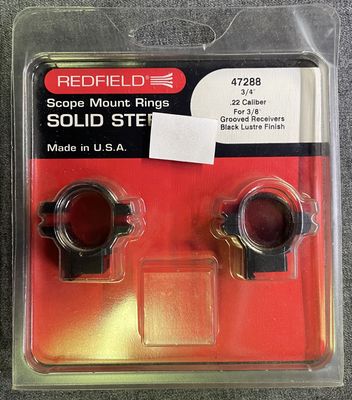 REDFIELD®
Scope Mount Rings
SOLID STE
Made in U.S.A.
47288
3/4"
.22 Caliber
For 3/8"
Grooved Receivers
Black Lustre Finish